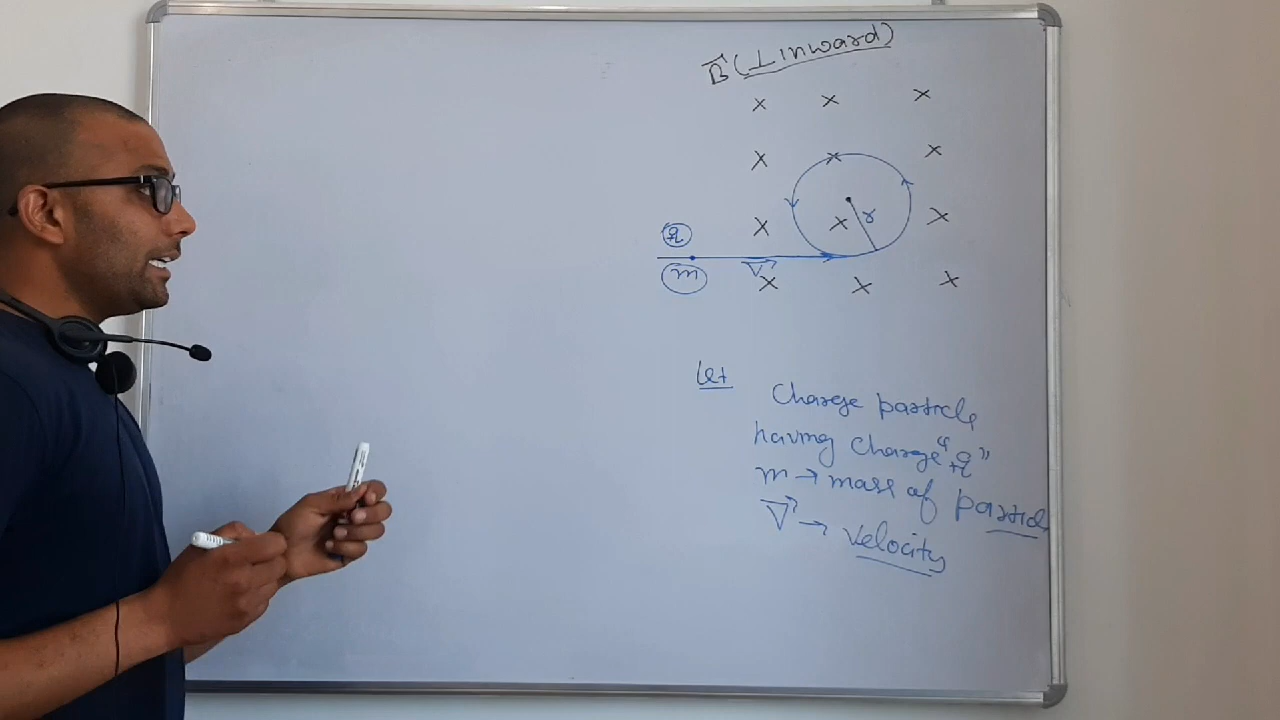 B⃗ (⊥ inward)
x x x
x x x
r
x x x
q
m
V⃗
x x x
Let
Charge particle
having charge "+q"
m → mass of particle
V⃗ → velocity